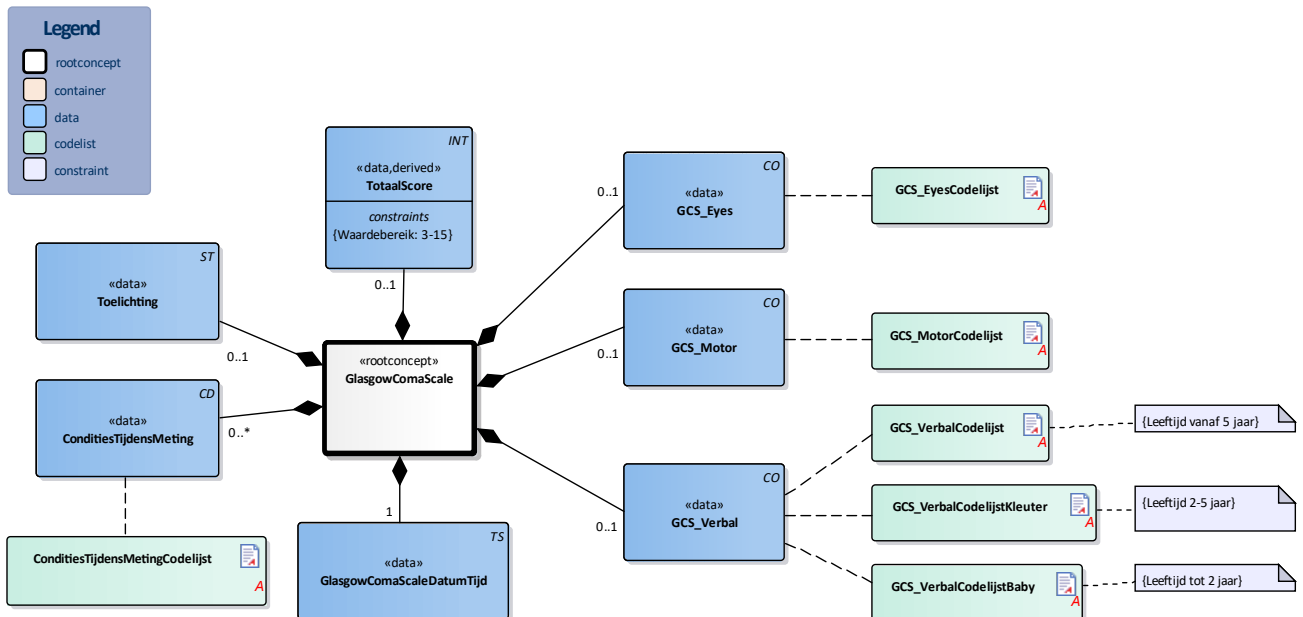 Legend
rootconcept
container
data
codelist
constraint
INT
«data,derived»
TotaalScore
constraints
{Waardebereik: 3-15}
0..1
CO
«data»
GCS_Eyes
0..1
GCS_EyesCodelijst
A
ST
«data»
Toelichting
0..1
CO
«data»
GCS_Motor
0..1
GCS_MotorCodelijst
A
«rootconcept»
GlasgowComaScale
CD
«data»
ConditiesTijdensMeting
0..*
ConditiesTijdensMetingCodelijst
A
1
TS
«data»
GlasgowComaScaleDatumTijd
CO
«data»
GCS_Verbal
0..1
GCS_VerbalCodelijst
A
{Leeftijd vanaf 5 jaar}
GCS_VerbalCodelijstKleuter
A
{Leeftijd 2-5 jaar}
GCS_VerbalCodelijstBaby
A
{Leeftijd tot 2 jaar}